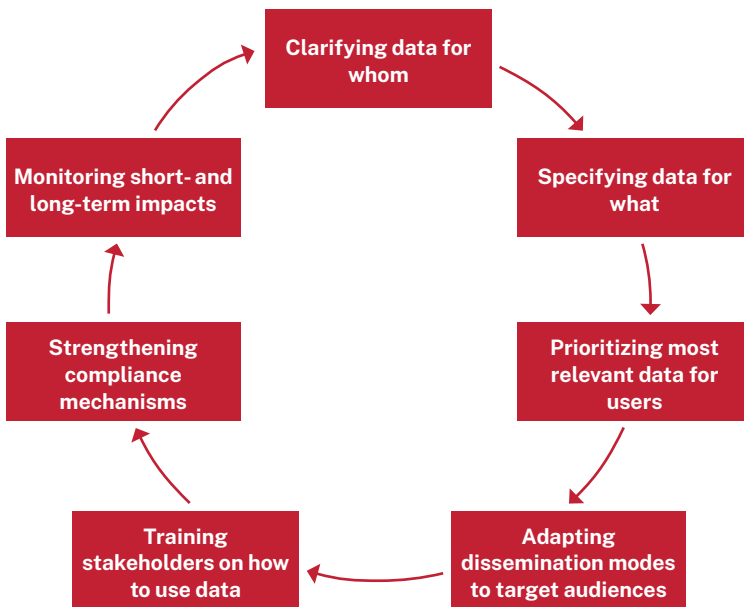 Clarifying data for
whom
Specifying data for
what
Prioritizing most
relevant data for
users
Adapting
dissemination modes
to target audiences
Training
stakeholders on how
to use data
Strengthening
compliance
mechanisms
Monitoring short- and
long-term impacts